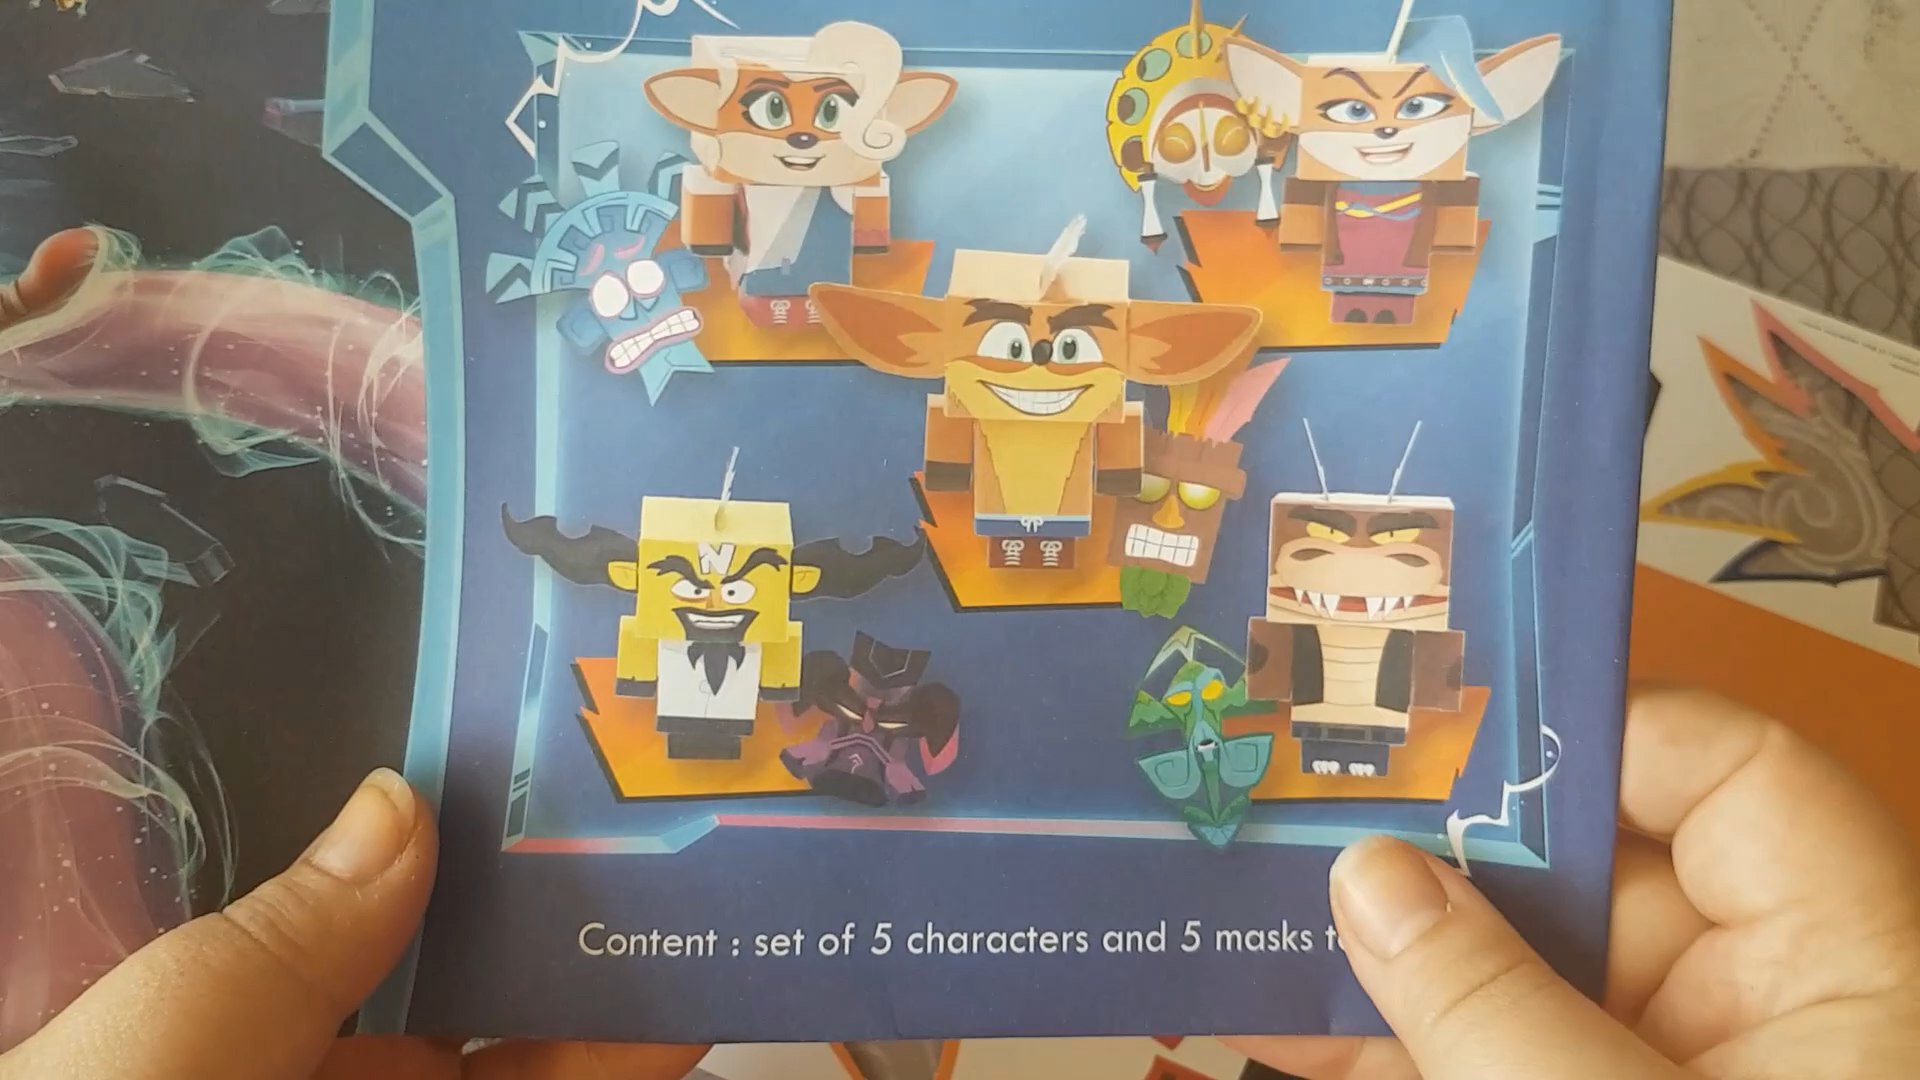 N
Content : set of 5 characters and 5 masks